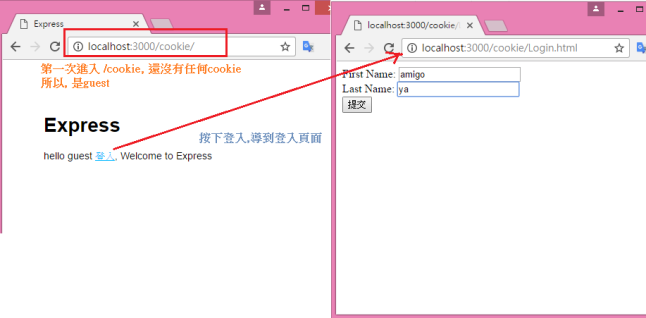 Express
localhost:3000/cookie/
第一次進入 /cookie, 還沒有任何cookie
所以, 是guest
Express
按下登入,導到登入頁面
hello guest 登入, Welcome to Express
localhost:3000/cookie/
localhost:3000/cookie/Login.html
First Name: amigo
Last Name: ya
提交